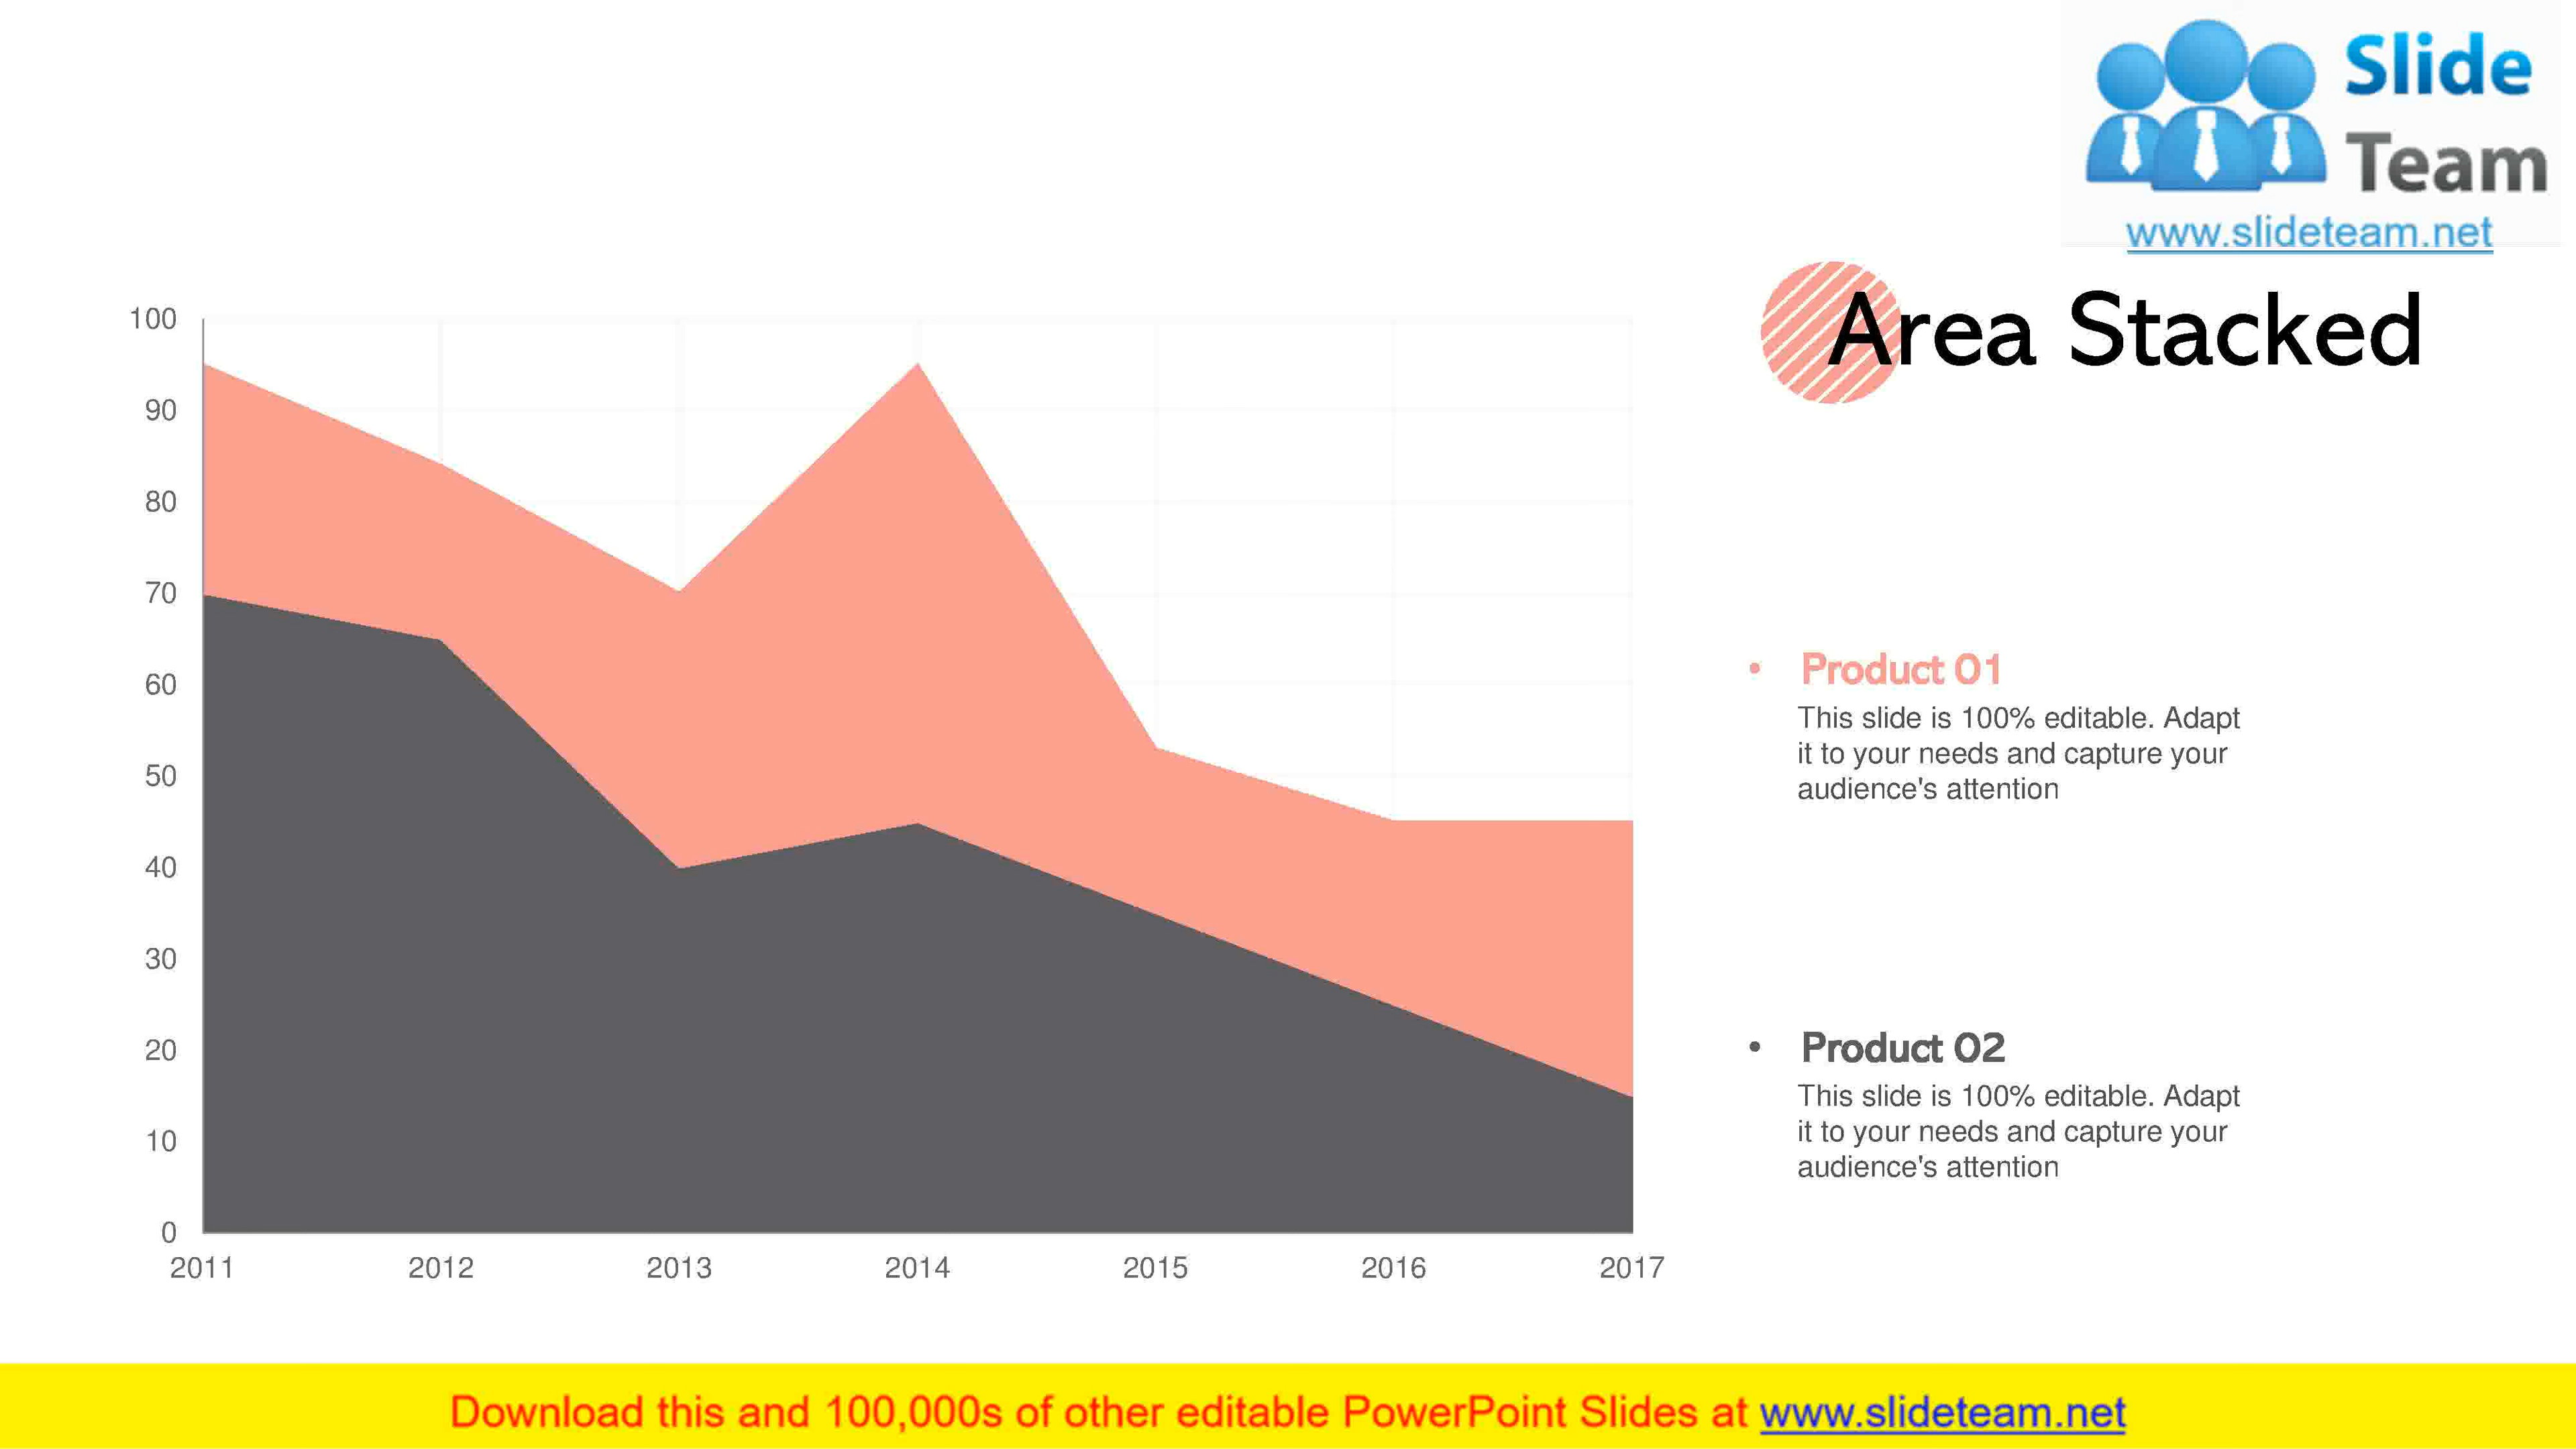 Slide
Team
www.slideteam.net
Area Stacked
100
90
80
70
60
50
40
30
20
10
0
2011 2012 2013 2014 2015 2016 2017
• Product 01
This slide is 100% editable. Adapt
it to your needs and capture your
audience's attention
• Product 02
This slide is 100% editable. Adapt
it to your needs and capture your
audience's attention
Download this and 100,000s of other editable PowerPoint Slides at www.slideteam.net